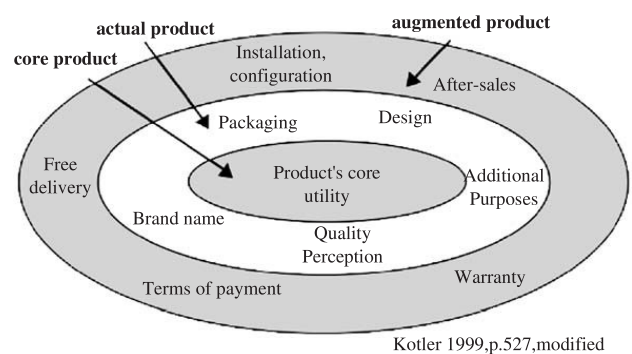 actual product
augmented product
core product
Installation,
configuration
After-sales
Packaging
Design
Free
delivery
Product's core
utility
Additional
Purposes
Brand name
Quality
Perception
Terms of payment
Warranty
Kotler 1999,p.527,modified